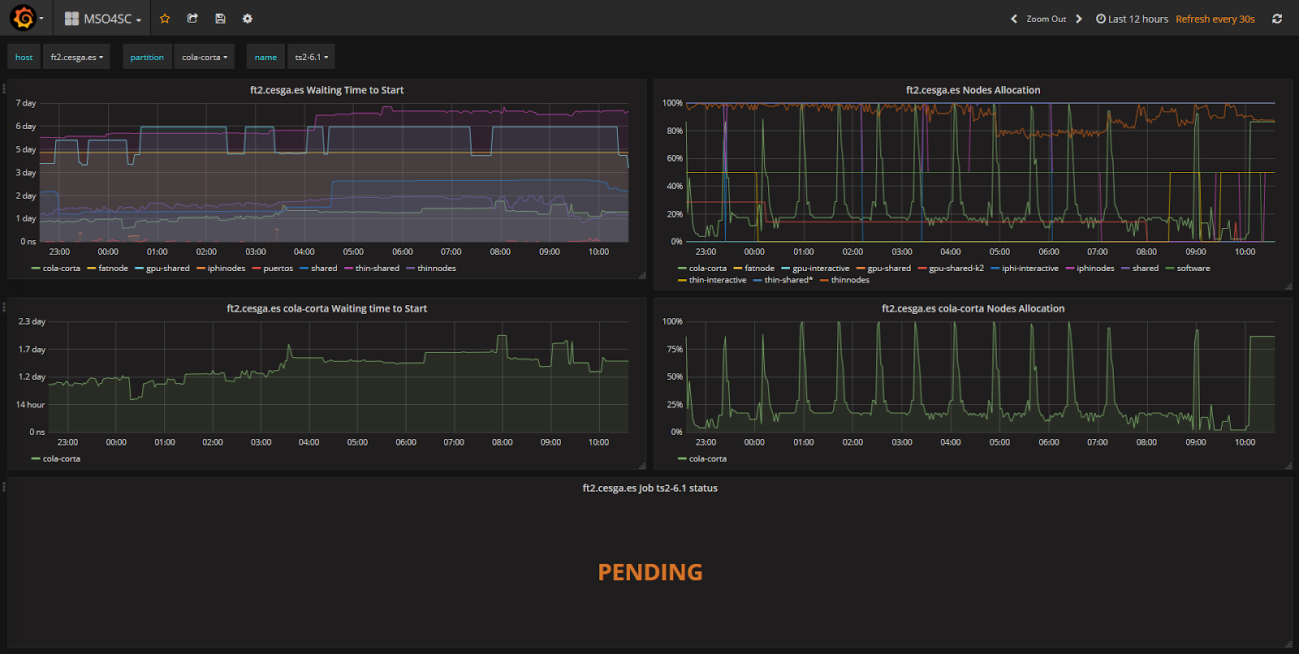 MSO4SC
Zoom Out Last 12 hours Refresh every 30s
host ft2.cesga.es partition cola-corta name ts2-6.1
ft2.cesga.es Waiting Time to Start
7 day
6 day
5 day
3 day
2 day
1 day
0 ns
23:00 00:00 01:00 02:00 03:00 04:00 05:00 06:00 07:00 08:00 09:00 10:00
cola-corta fatnode gpu-shared iphinodes puertos shared thin-shared thinnodes
ft2.cesga.es Nodes Allocation
100%
80%
60%
40%
20%
0%
23:00 00:00 01:00 02:00 03:00 04:00 05:00 06:00 07:00 08:00 09:00 10:00
cola-corta fatnode gpu-interactive gpu-shared gpu-shared-k2 iphi-interactive iphinodes shared software
thin-interactive thin-shared* thinnodes
ft2.cesga.es cola-corta Waiting time to Start
2.3 day
1.7 day
1.2 day
14 hour
0 ns
23:00 00:00 01:00 02:00 03:00 04:00 05:00 06:00 07:00 08:00 09:00 10:00
cola-corta
ft2.cesga.es cola-corta Nodes Allocation
100%
75%
50%
25%
0%
23:00 00:00 01:00 02:00 03:00 04:00 05:00 06:00 07:00 08:00 09:00 10:00
cola-corta
ft2.cesga.es Job ts2-6.1 status
PENDING